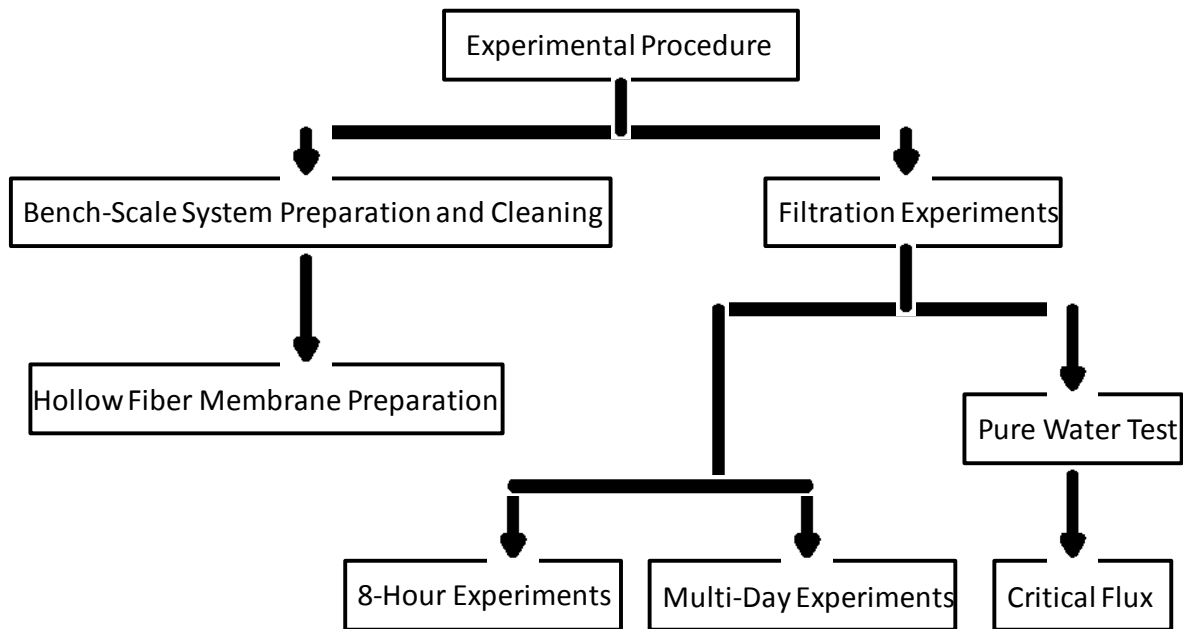 Experimental Procedure
Bench-Scale System Preparation and Cleaning
Filtration Experiments
Hollow Fiber Membrane Preparation
Pure Water Test
8-Hour Experiments
Multi-Day Experiments
Critical Flux